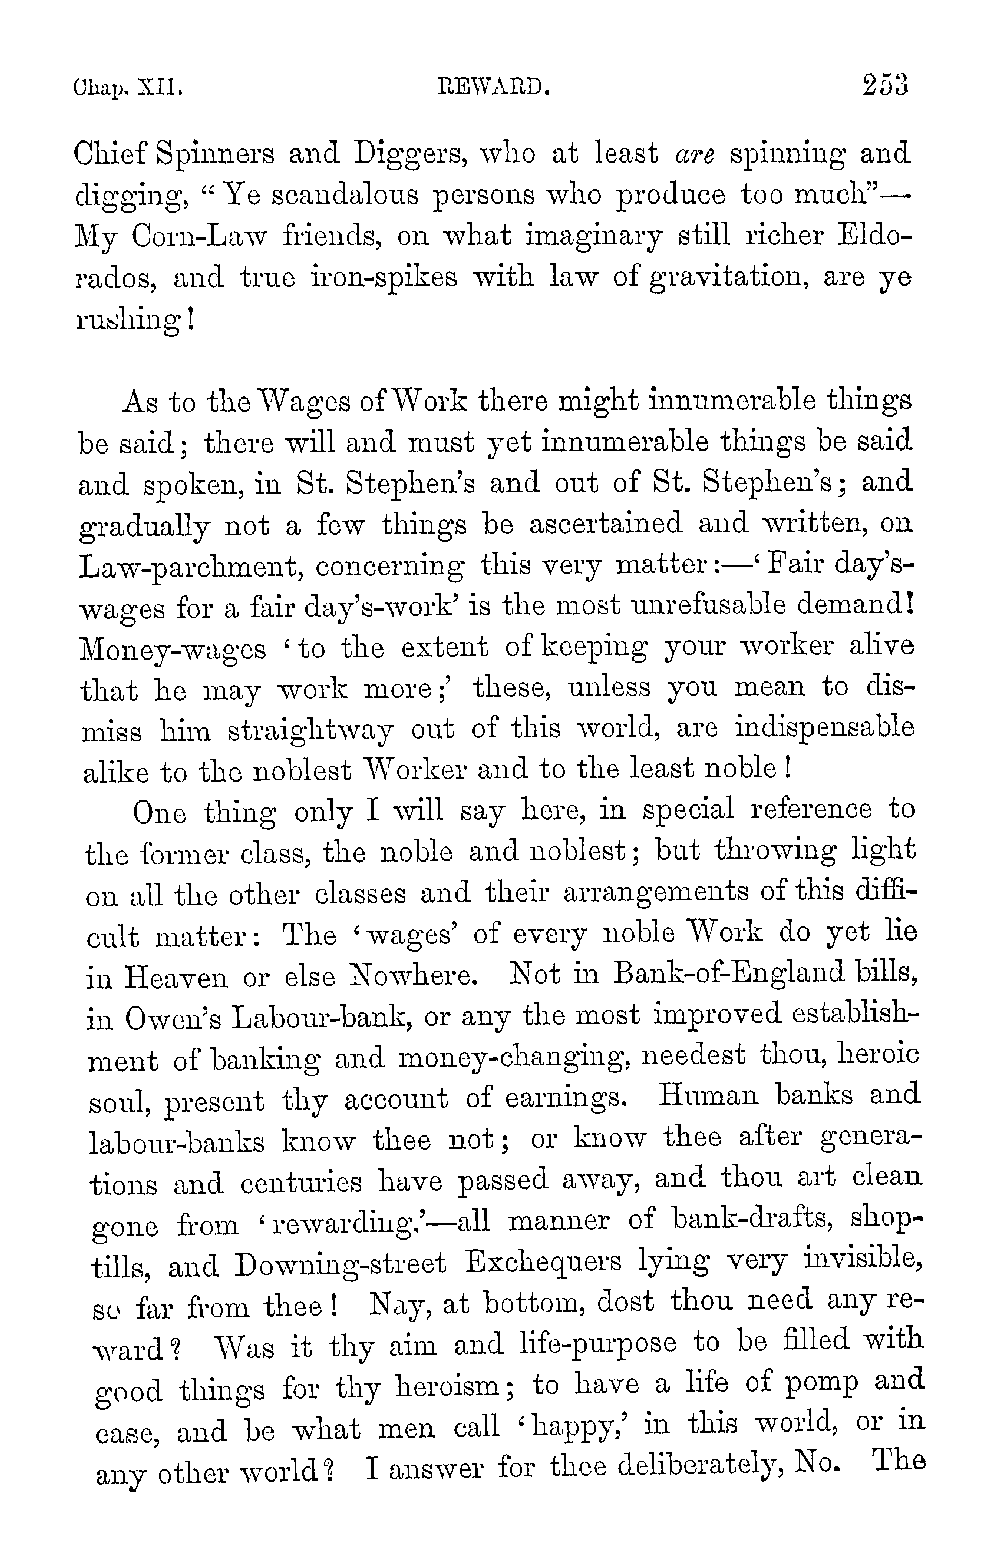 Chap. XII. REWARD. 253
Chief Spinners and Diggers, who at least are spinning and
digging, “ Ye scandalous persons who produce too much”—
My Corn-Law friends, on what imaginary still richer Eldo-
rados, and true iron-spikes with law of gravitation, are ye
rushing!
As to the Wages of Work there might innumerable things
be said; there will and must yet innumerable things be said
and spoken, in St. Stephen’s and out of St. Stephen’s; and
gradually not a few things be ascertained and written, on
Law-parchment, concerning this very matter:—‘ Fair day’s-
wages for a fair day’s-work’ is the most unrefusable demand!
Money-wages ‘ to the extent of keeping your worker alive
that he may work more;’ these, unless you mean to dis-
miss him straightway out of this world, are indispensable
alike to the noblest Worker and to the least noble!
One thing only I will say here, in special reference to
the former class, the noble and noblest; but throwing light
on all the other classes and their arrangements of this diffi-
cult matter: The ‘ wages’ of every noble Work do yet lie
in Heaven or else Nowhere. Not in Bank-of-England bills,
in Owen’s Labour-bank, or any the most improved establish-
ment of banking and money-changing, needest thou, heroic
soul, present thy account of earnings. Human banks and
labour-banks know thee not; or know thee after genera-
tions and centuries have passed away, and thou art clean
gone from ‘ rewarding,’—all manner of bank-drafts, shop-
tills, and Downing-street Exchequers lying very invisible,
so far from thee! Nay, at bottom, dost thou need any re-
ward? Was it thy aim and life-purpose to be filled with
good things for thy heroism; to have a life of pomp and
ease, and be what men call ‘ happy,’ in this world, or in
any other world? I answer for thee deliberately, No. The